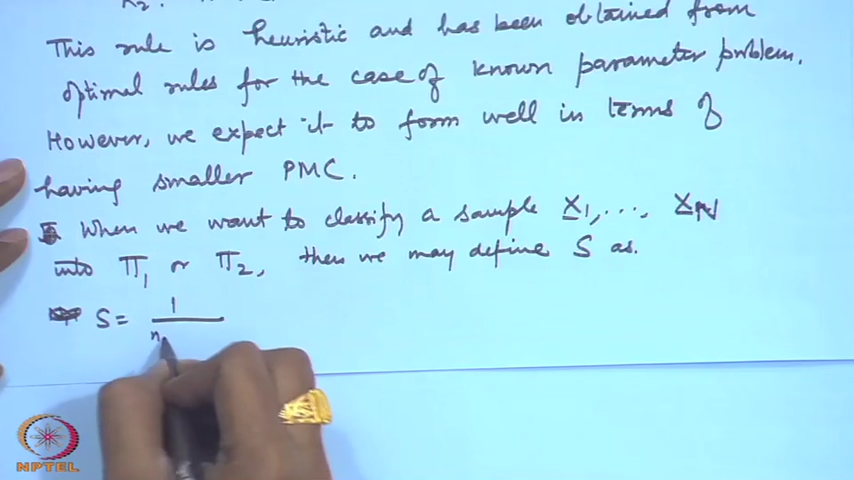 This rule is heuristic and has been obtained from
optimal rules for the case of known parameter problem.
However, we expect it to form well in terms of
having smaller PMC.
When we want to classify a sample X1, ..., XN
into Π1 or Π2, then we may define S as.
S = 1
n
NPTEL